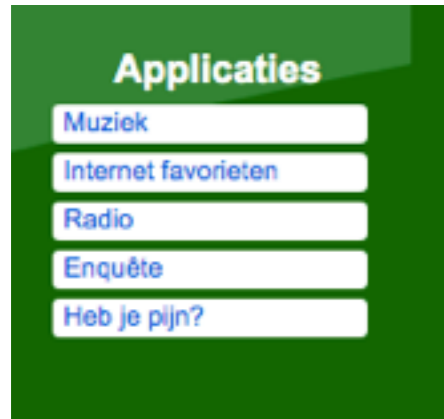 Applicaties
Muziek
Internet favorieten
Radio
Enquête
Heb je pijn?